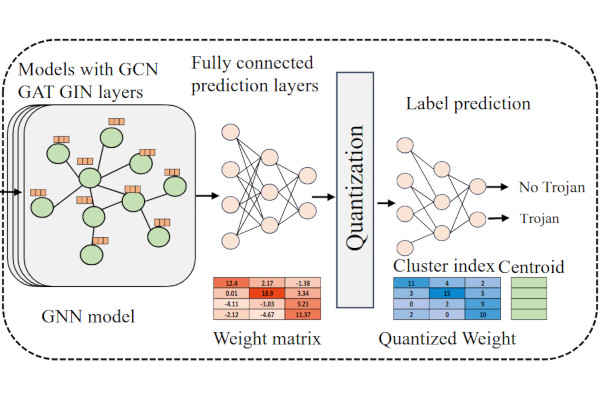 Models with GCN
GAT GIN layers
GNN model
Fully connected
prediction layers
12.4 2.17 -1.38
0.01 18.9 3.34
-4.11 -1.03 9.21
-2.12 -4.67 11.37
Weight matrix
Quantization
Label prediction
No Trojan
Trojan
Cluster index Centroid
11 4 2
3 15 5
0 2 9
2 0 10
Quantized Weight